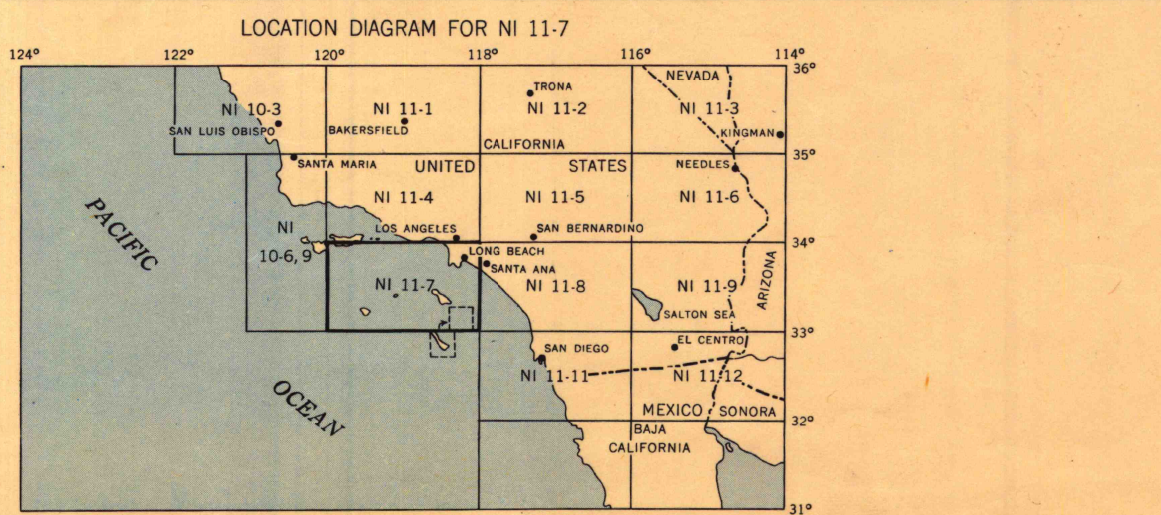 LOCATION DIAGRAM FOR NI 11-7
124° 122° 120° 118° 116° 114°
36°
NEVADA
TRONA
NI 10-3 NI 11-1 NI 11-2 NI 11-3
SAN LUIS OBISPO BAKERSFIELD KINGMAN
CALIFORNIA
35°
SANTA MARIA UNITED STATES NEEDLES
NI 11-4 NI 11-5 NI 11-6
PACIFIC
NI LOS ANGELES SAN BERNARDINO
34°
10-6, 9 LONG BEACH
SANTA ANA
NI 11-7 NI 11-8 NI 11-9
ARIZONA
SALTON SEA
33°
SAN DIEGO EL CENTRO
NI 11-11 NI 11-12
OCEAN
MEXICO SONORA
32°
BAJA
CALIFORNIA
31°